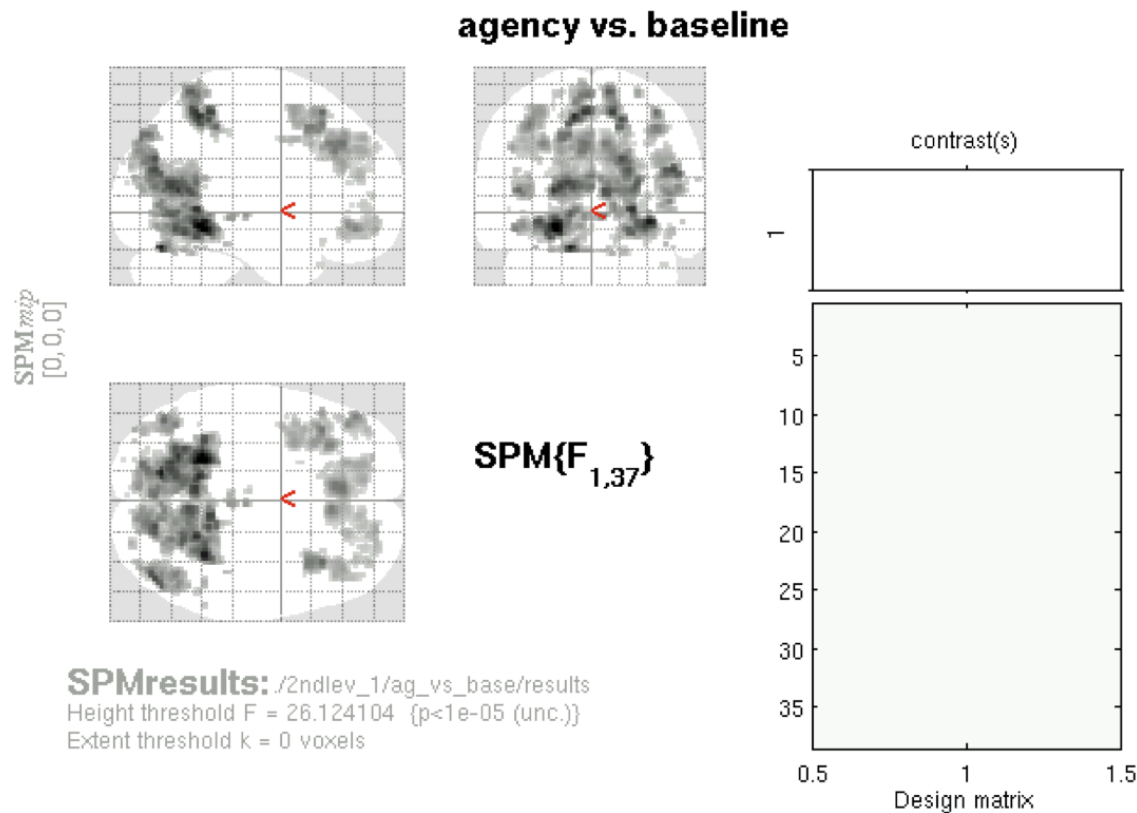 agency vs. baseline
SPMmip
[0, 0, 0]
<
<
<
SPM{F1,37}
contrast(s)
1
5
10
15
20
25
30
35
0.5 1 1.5
Design matrix
SPMresults: ./2ndlev_1/ag_vs_base/results
Height threshold F = 26.124104 {p<1e-05 (unc.)}
Extent threshold k = 0 voxels